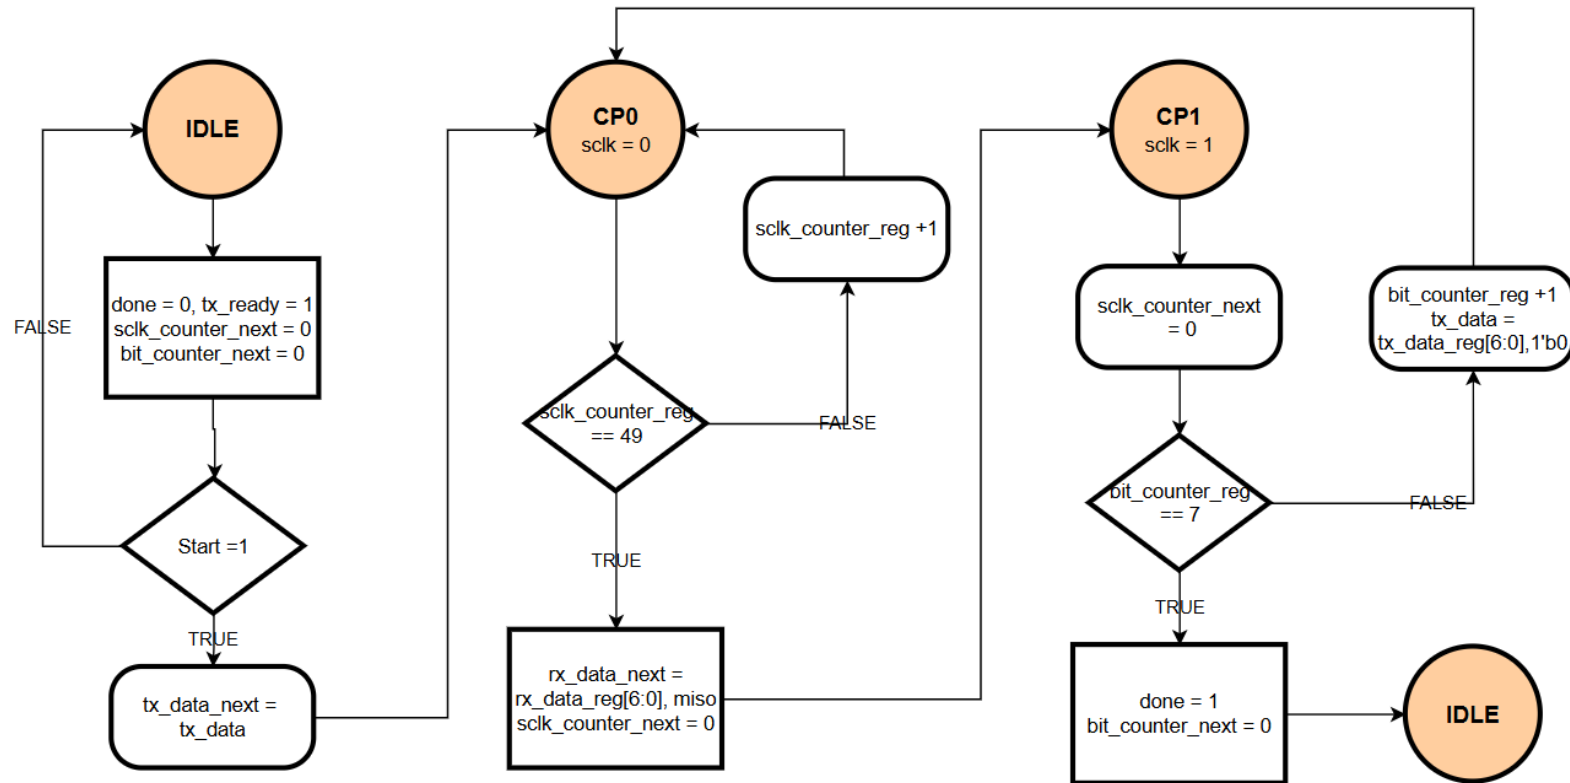 IDLE
done = 0, tx_ready = 1
sclk_counter_next = 0
bit_counter_next = 0
FALSE
Start =1
TRUE
tx_data_next =
tx_data
CP0
sclk = 0
sclk_counter_reg +1
sclk_counter_reg
== 49
FALSE
TRUE
rx_data_next =
rx_data_reg[6:0], miso
sclk_counter_next = 0
CP1
sclk = 1
sclk_counter_next
= 0
bit_counter_reg +1
tx_data =
tx_data_reg[6:0],1'b0
bit_counter_reg
== 7
FALSE
TRUE
done = 1
bit_counter_next = 0
IDLE